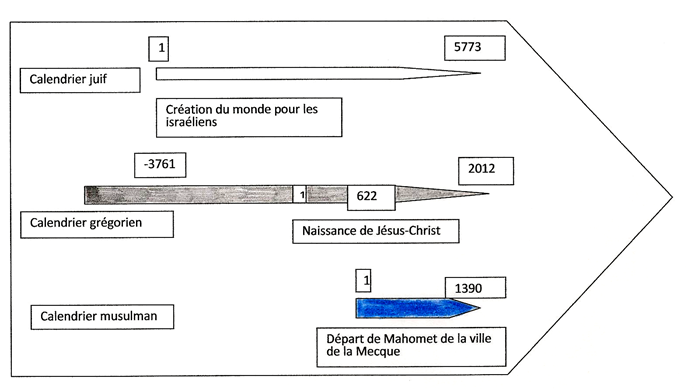 1
5773
Calendrier juif
Création du monde pour les
israéliens
-3761
2012
1
622
Calendrier grégorien
Naissance de Jésus-Christ
1
1390
Calendrier musulman
Départ de Mahomet de la ville
de la Mecque